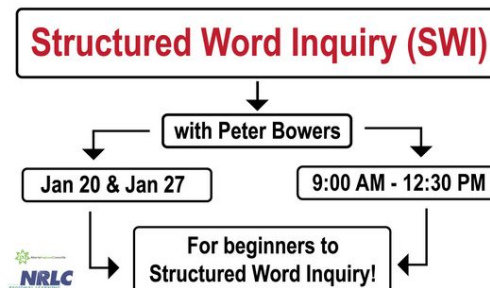 Structured Word Inquiry (SWI)
with Peter Bowers
Jan 20 & Jan 27
9:00 AM - 12:30 PM
For beginners to
Structured Word Inquiry!
NRLC